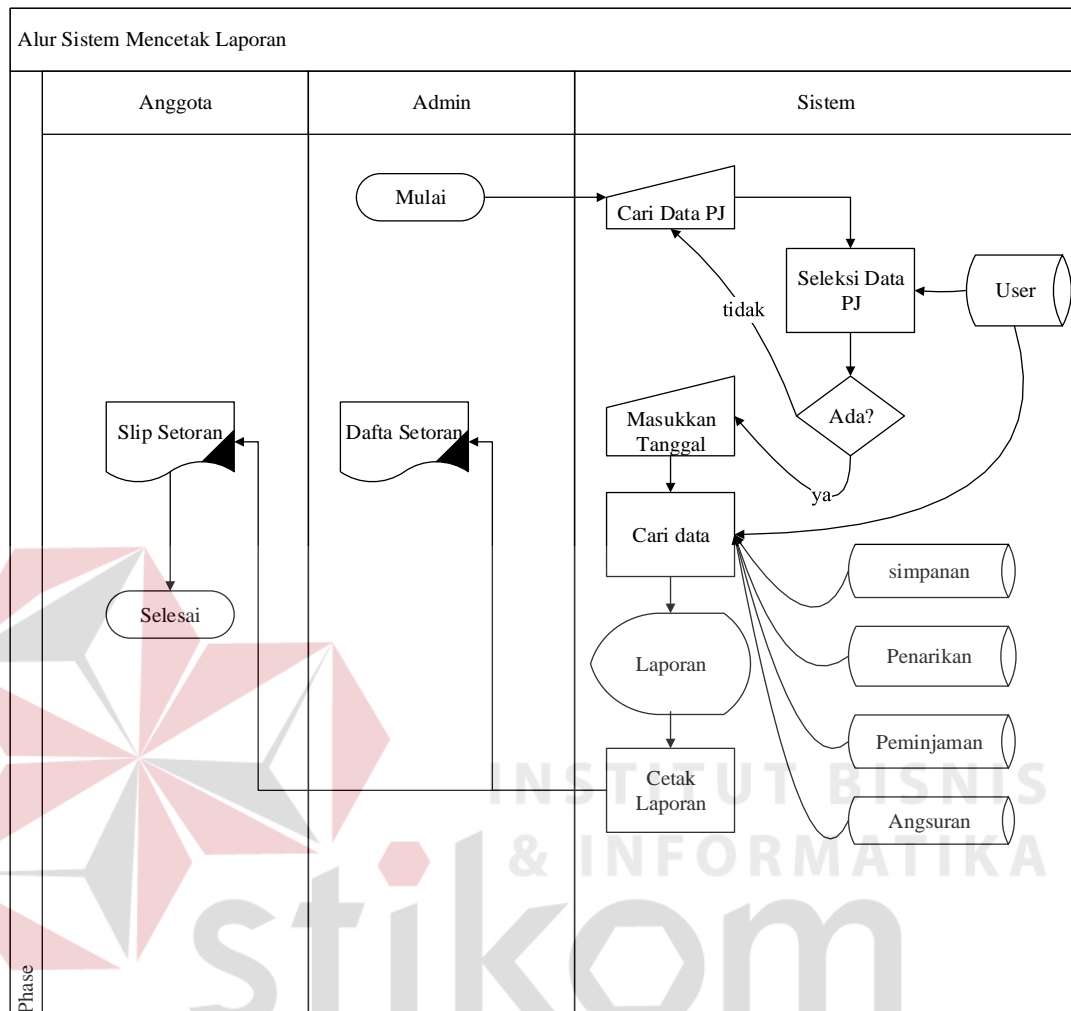 Alur Sistem Mencetak Laporan
Anggota
Admin
Sistem
Mulai
Cari Data PJ
Seleksi Data
PJ
User
tidak
Ada?
ya
Masukkan
Tanggal
Slip Setoran
Dafta Setoran
Cari data
simpanan
Selesai
Laporan
Penarikan
Peminjaman
Cetak
Laporan
Angsuran
INSTITUT BISNIS
& INFORMATIKA
stikom
Phase